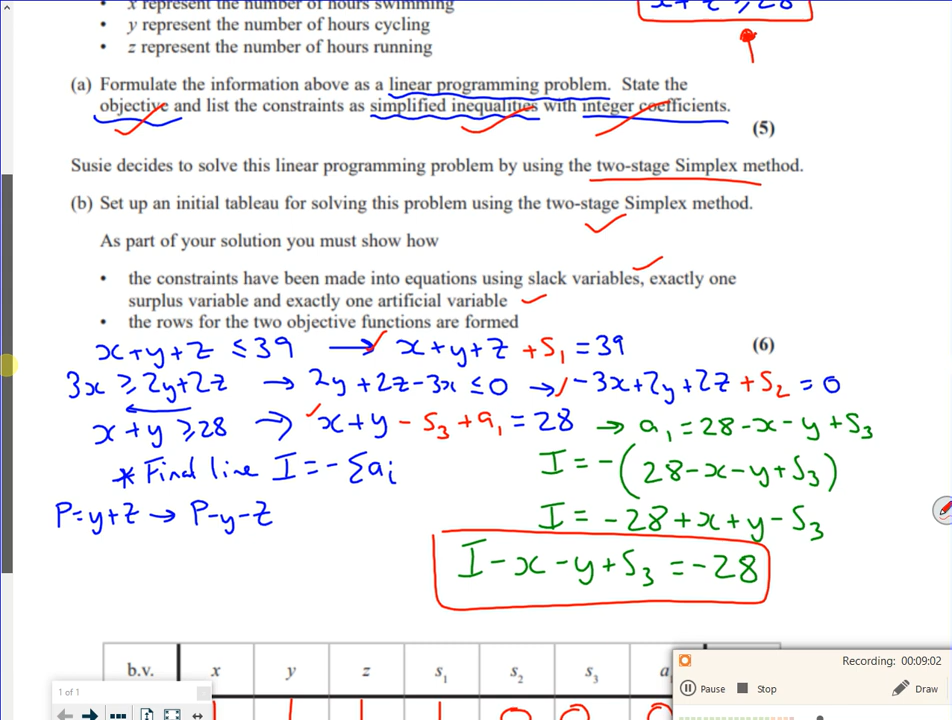 • x represent the number of hours swimming
x + z ≥ 28
• y represent the number of hours cycling
• z represent the number of hours running
(a) Formulate the information above as a linear programming problem. State the
objective and list the constraints as simplified inequalities with integer coefficients.
(5)
Susie decides to solve this linear programming problem by using the two-stage Simplex method.
(b) Set up an initial tableau for solving this problem using the two-stage Simplex method.
As part of your solution you must show how
• the constraints have been made into equations using slack variables, exactly one
surplus variable and exactly one artificial variable
• the rows for the two objective functions are formed
(6)
x+y+z ≤39 → x+y+z +S₁ =39
3x ≥2y+2z → 2y +2z-3x ≤0 → -3x+2y+2z +S₂ =0
x +y ≥28 → x+y -S₃ +a₁ =28 → a₁ =28-x-y+S₃
* Final line I = -Σaᵢ
I = -(28-x-y+S₃)
P=y+z → P-y-z
I = -28+x+y-S₃
I-x-y+S₃ =-28
b.v. x y z s₁ s₂ s₃ a
Recording: 00:09:02
1 of 1
Pause Stop Draw
1 1 1 1 0 0 0